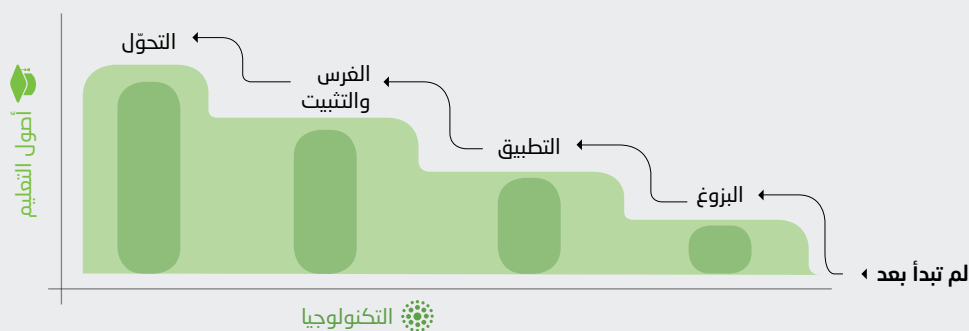 التحوّل
الغرس
والتثبيت
التطبيق
البزوغ
لم تبدأ بعد
أصول التعليم
التكنولوجيا